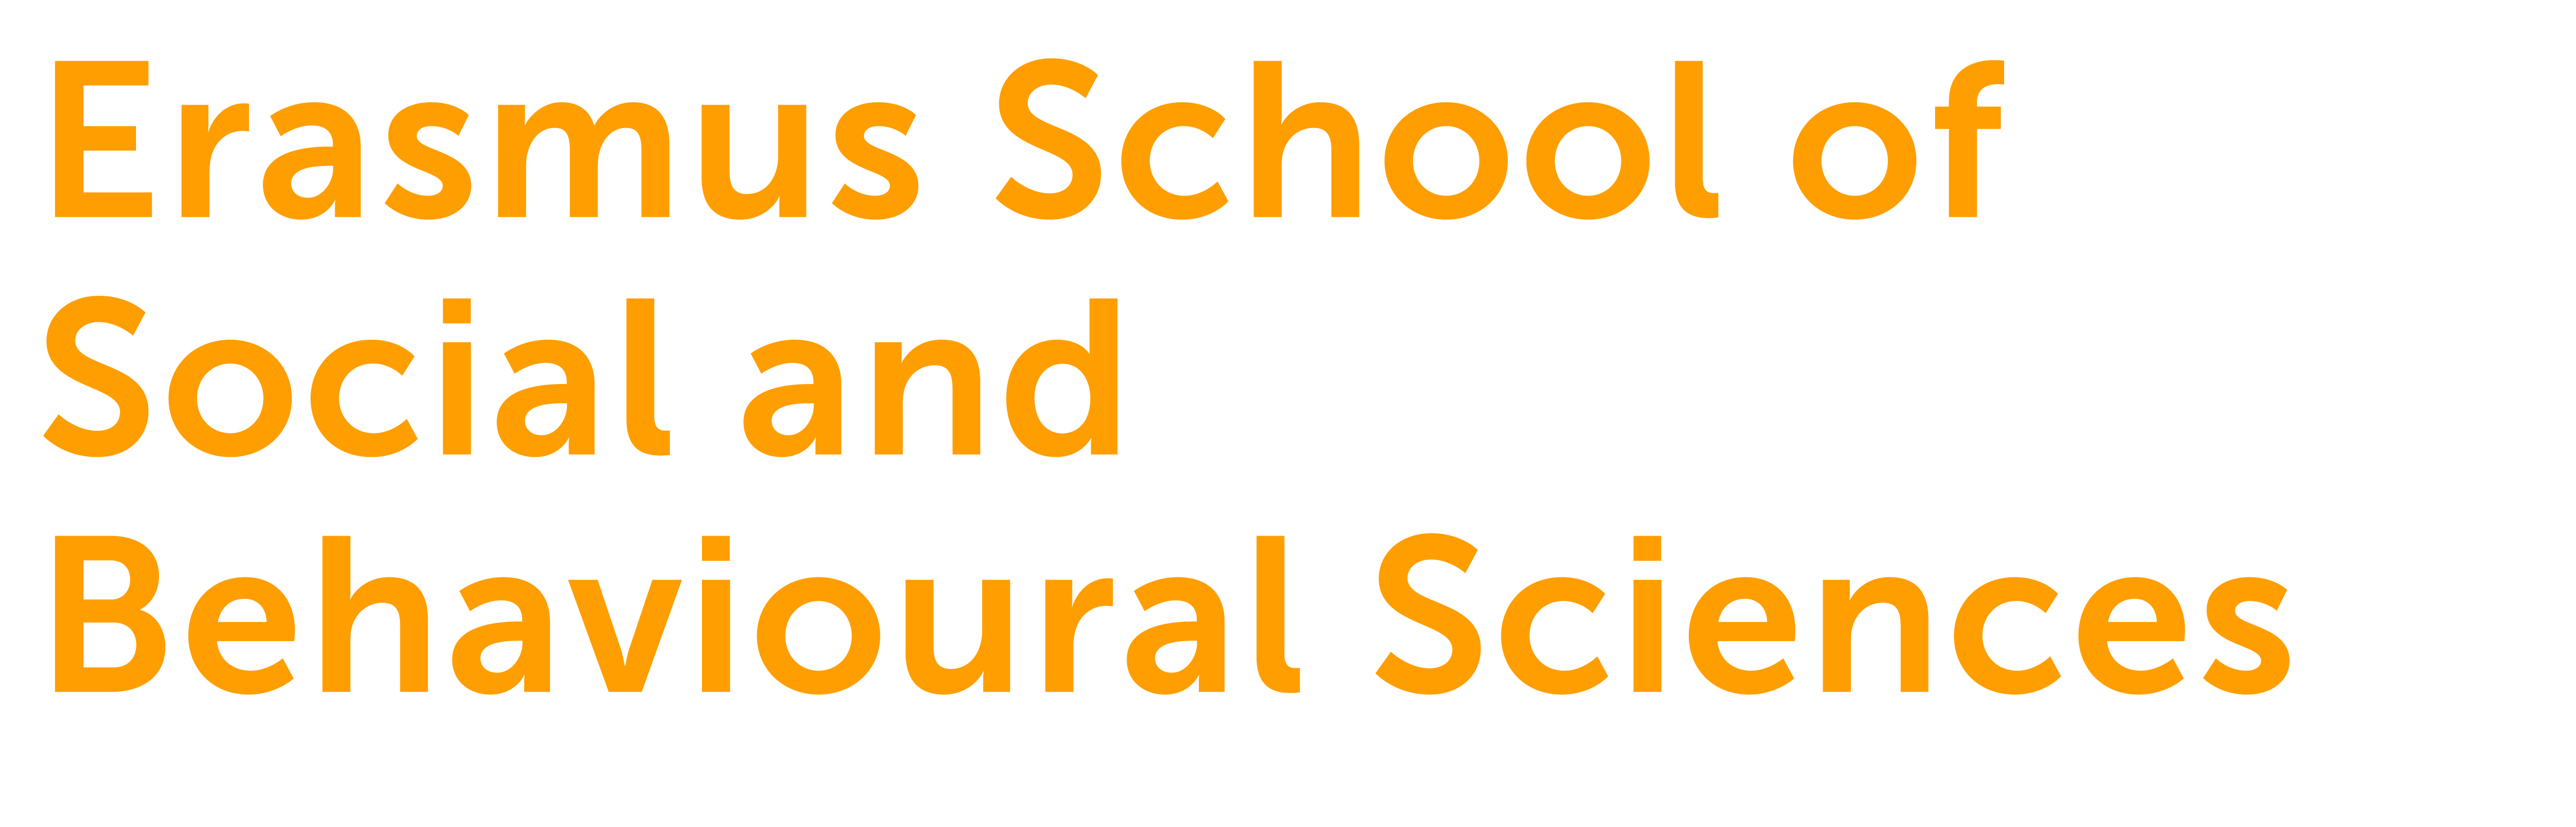 Erasmus School of
Social and
Behavioural Sciences